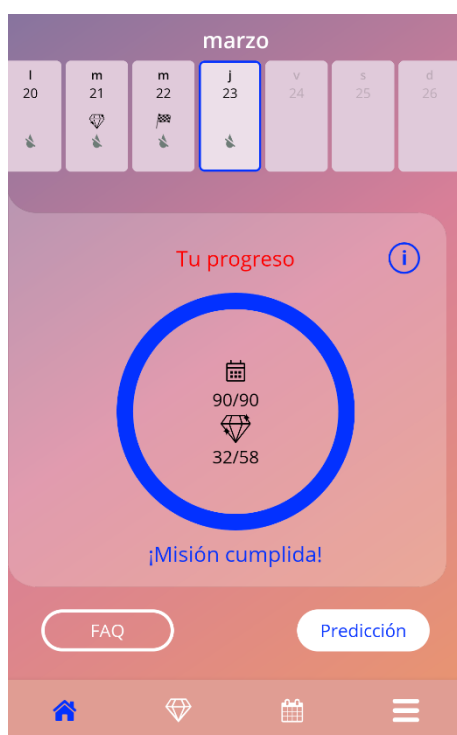 marzo
l m m j v s d
20 21 22 23 24 25 26
Tu progreso
i
90/90
32/58
¡Misión cumplida!
FAQ Predicción